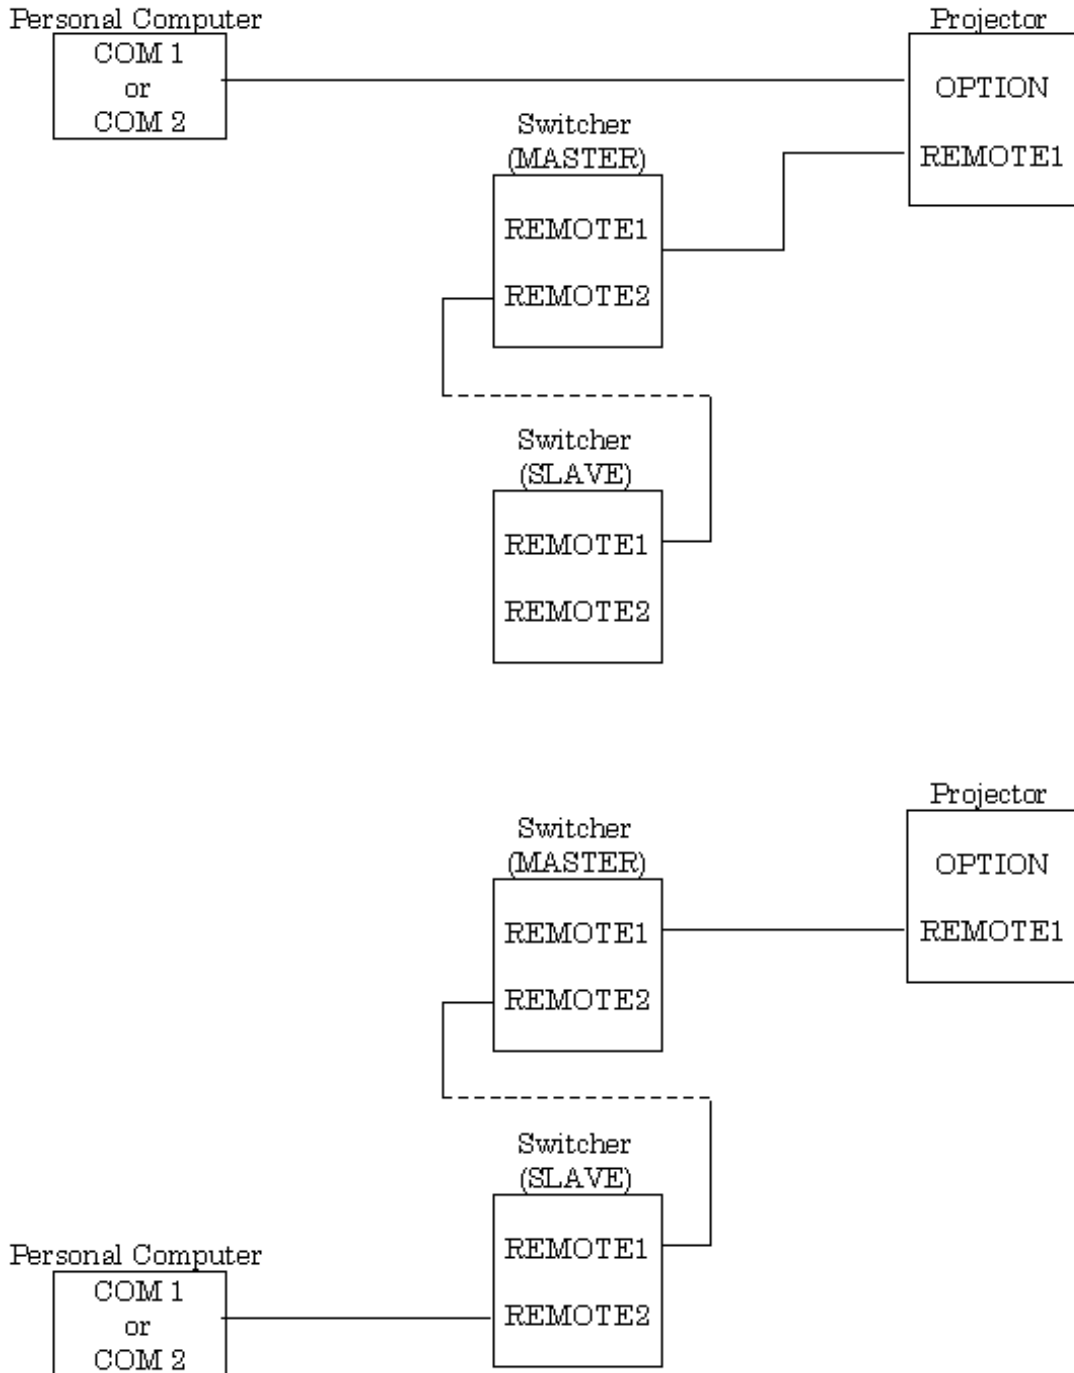 Personal Computer
COM 1
or
COM 2
Projector
OPTION
REMOTE1
Switcher
(MASTER)
REMOTE1
REMOTE2
Switcher
(SLAVE)
REMOTE1
REMOTE2
Projector
OPTION
REMOTE1
Switcher
(MASTER)
REMOTE1
REMOTE2
Switcher
(SLAVE)
REMOTE1
REMOTE2
Personal Computer
COM 1
or
COM 2